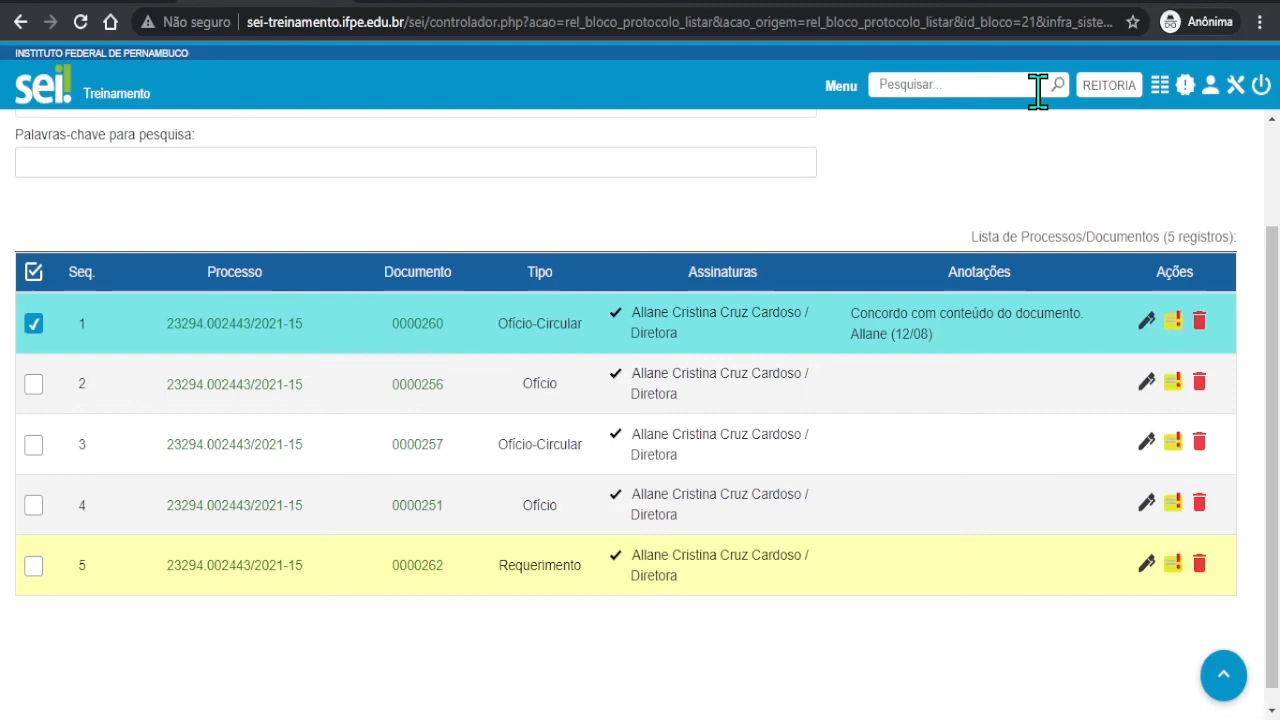 Não seguro
sei-treinamento.ifpe.edu.br/sei/controlador.php?acao=rel_bloco_protocolo_listar&acao_origem=rel_bloco_protocolo_listar&id_bloco=21&infra_siste...
Anônima
INSTITUTO FEDERAL DE PERNAMBUCO
sei! Treinamento
Menu
Pesquisar...
REITORIA
Palavras-chave para pesquisa:
Lista de Processos/Documentos (5 registros):
Seq. Processo Documento Tipo Assinaturas Anotações Ações
1 23294.002443/2021-15 0000260 Ofício-Circular Allane Cristina Cruz Cardoso / Concordo com conteúdo do documento.
Diretora Allane (12/08)
2 23294.002443/2021-15 0000256 Ofício Allane Cristina Cruz Cardoso /
Diretora
3 23294.002443/2021-15 0000257 Ofício-Circular Allane Cristina Cruz Cardoso /
Diretora
4 23294.002443/2021-15 0000251 Ofício Allane Cristina Cruz Cardoso /
Diretora
5 23294.002443/2021-15 0000262 Requerimento Allane Cristina Cruz Cardoso /
Diretora